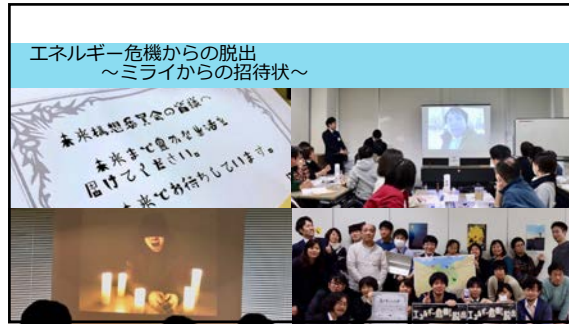 エネルギー危機からの脱出
～ミライからの招待状～
未来構想委員会の皆様へ
未来まで豊かな生活を
届けてください。
未来でお待ちしています。